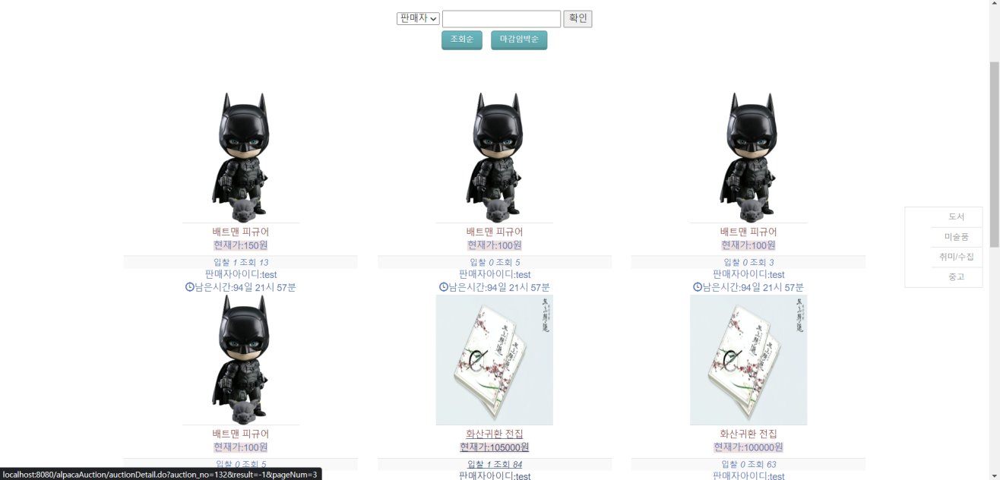 판매자 확인
조회순 마감임박순
배트맨 피규어 배트맨 피규어 배트맨 피규어
현재가:150원 현재가:100원 현재가:100원
입찰 1 조회 13 입찰 0 조회 5 입찰 0 조회 3
판매자아이디:test 판매자아이디:test 판매자아이디:test
남은시간:94일 21시 57분 남은시간:94일 21시 57분 남은시간:94일 21시 57분
도서
미술품
취미/수집
중고
배트맨 피규어 화산귀환 전집 화산귀환 전집
현재가:100원 현재가:105000원 현재가:100000원
입찰 0 조회 5 입찰 1 조회 84 입찰 0 조회 63
판매자아이디:test 판매자아이디:test
localhost:8080/alpacaAuction/auctionDetail.do?auction_no=132&result=-1&pageNum=3